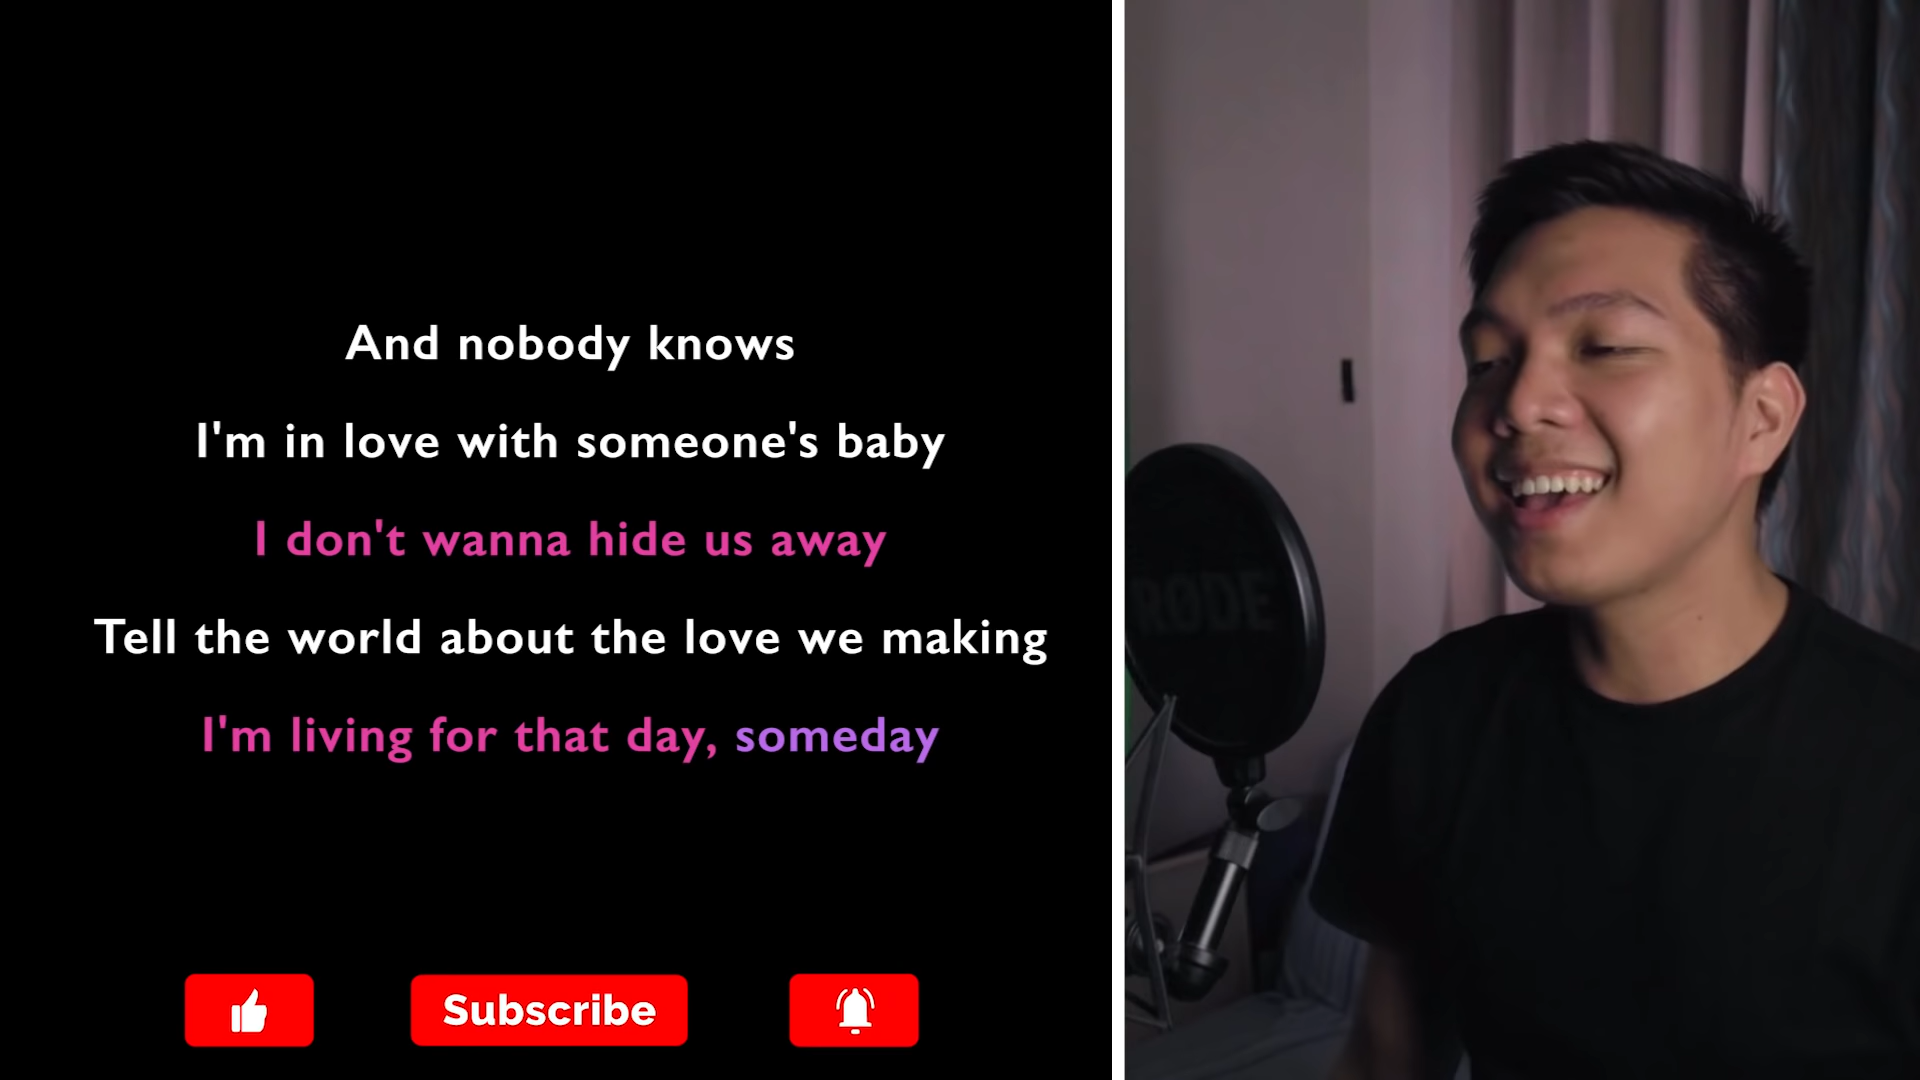 And nobody knows
I'm in love with someone's baby
I don't wanna hide us away
Tell the world about the love we making
I'm living for that day, someday
Subscribe
RØDE